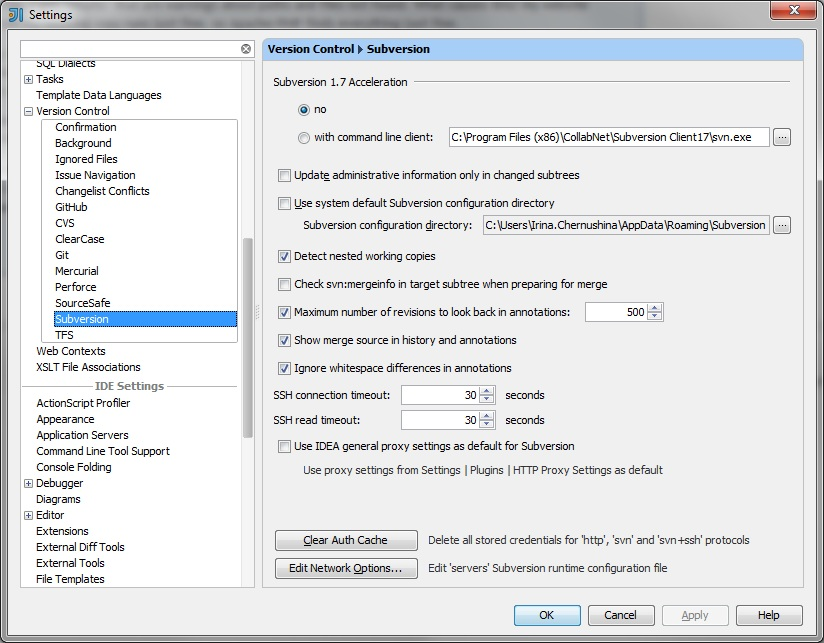 Settings
SQL Dialects
Tasks
Template Data Languages
Version Control
Confirmation
Background
Ignored Files
Issue Navigation
Changelist Conflicts
GitHub
CVS
ClearCase
Git
Mercurial
Perforce
SourceSafe
Subversion
TFS
Web Contexts
XSLT File Associations
IDE Settings
ActionScript Profiler
Appearance
Application Servers
Command Line Tool Support
Console Folding
Debugger
Diagrams
Editor
Extensions
External Diff Tools
External Tools
File Templates
Version Control Subversion
Subversion 1.7 Acceleration
no
with command line client: C:\Program Files (x86)\CollabNet\Subversion Client17\svn.exe ...
Update administrative information only in changed subtrees
Use system default Subversion configuration directory
Subversion configuration directory: C:\Users\Irina.Chernushina\AppData\Roaming\Subversion ...
Detect nested working copies
Check svn:mergeinfo in target subtree when preparing for merge
Maximum number of revisions to look back in annotations: 500
Show merge source in history and annotations
Ignore whitespace differences in annotations
SSH connection timeout: 30 seconds
SSH read timeout: 30 seconds
Use IDEA general proxy settings as default for Subversion
Use proxy settings from Settings | Plugins | HTTP Proxy Settings as default
Clear Auth Cache Delete all stored credentials for 'http', 'svn' and 'svn+ssh' protocols
Edit Network Options... Edit 'servers' Subversion runtime configuration file
OK Cancel Apply Help